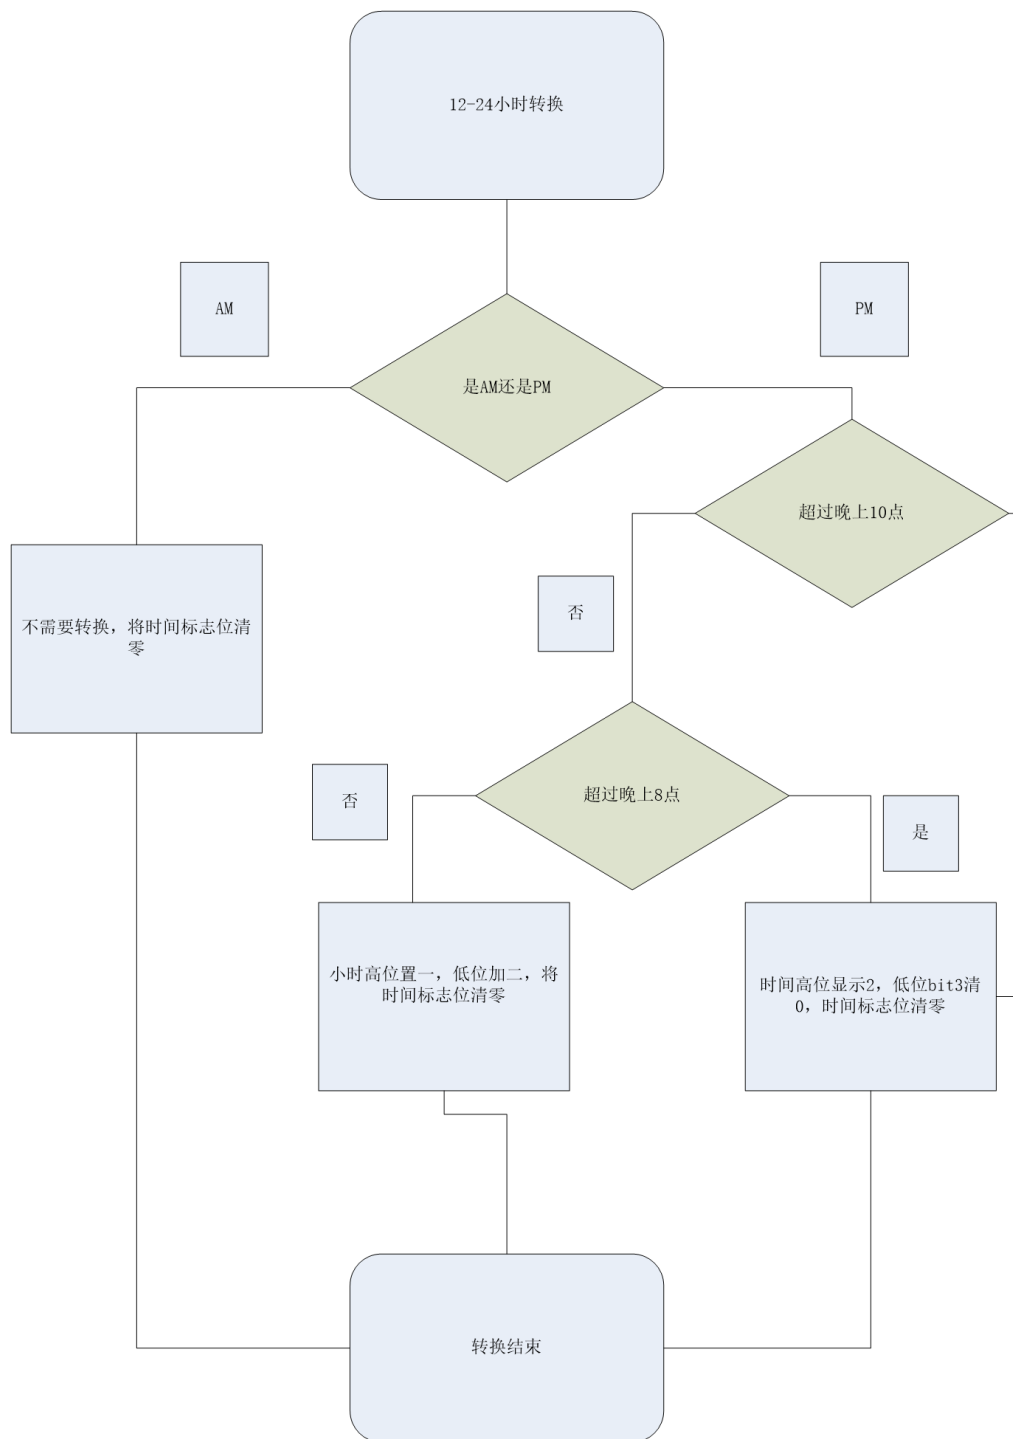 12-24小时转换
AM
PM
是AM还是PM
超过晚上10点
否
不需要转换，将时间标志位清
零
否
超过晚上8点
是
小时高位置一，低位加二，将
时间标志位清零
时间高位显示2，低位bit3清
0，时间标志位清零
转换结束